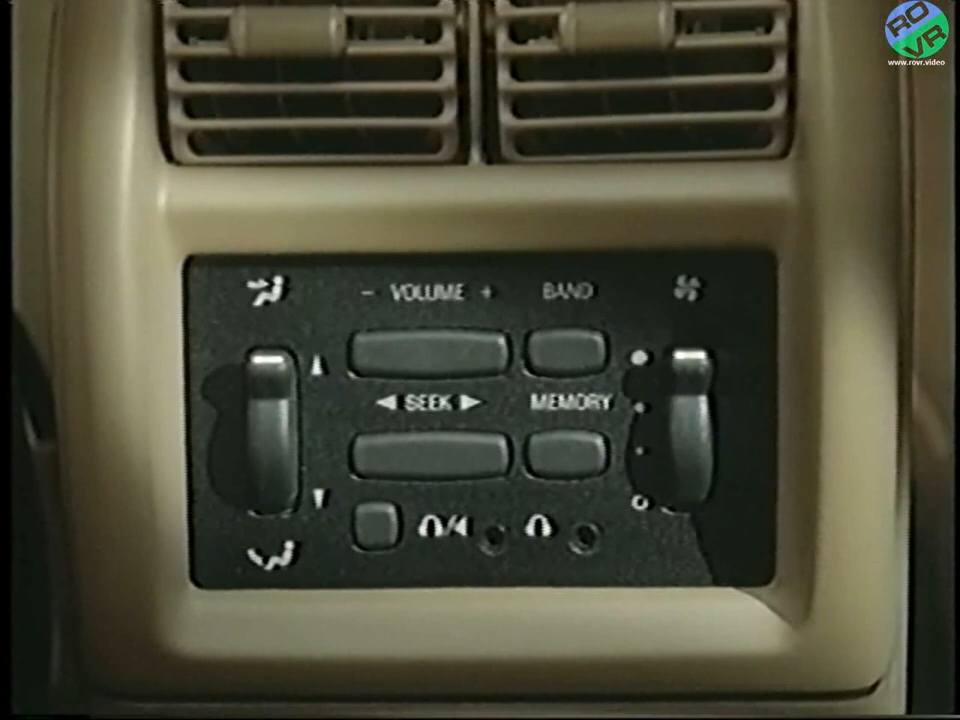 RO
VR
www.rovr.video
- VOLUME + BAND
◀ SEEK ▶ MEMORY